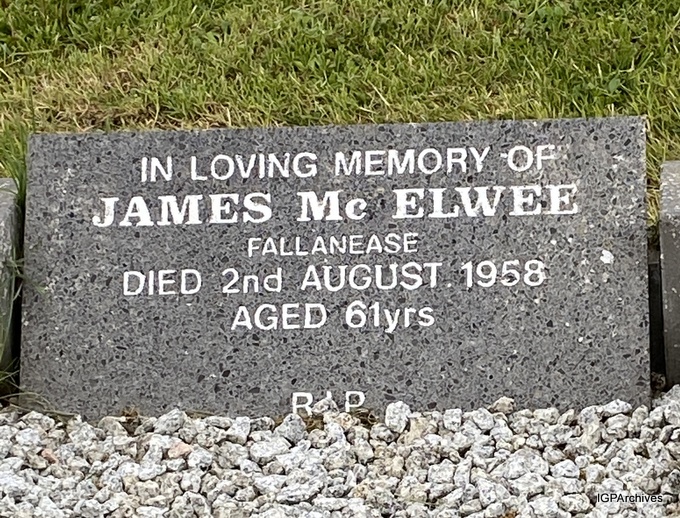 IN LOVING MEMORY OF
JAMES Mc ELWEE
FALLANEASE
DIED 2nd AUGUST 1958
AGED 61yrs
R.I.P.
IGPArchives